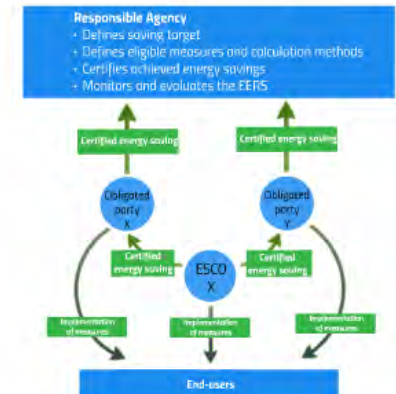 Responsible Agency
• Defines saving target
• Defines eligible measures and calculation methods
• Certifies achieved energy savings
• Monitors and evaluates the EERS
Certified energy saving
Certified energy saving
Obligated
party
X
Obligated
party
Y
Certified
energy saving
Certified
energy saving
ESCO
X
Implementation
of measures
Implementation
of measures
Implementation
of measures
End-users